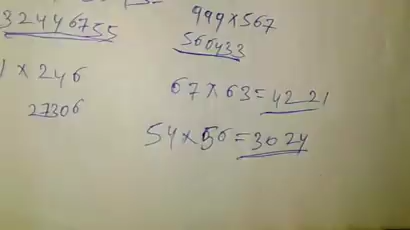 32446755
999 × 567
566433
1 × 246
27306
67 × 63 = 4221
54 × 56 = 3024